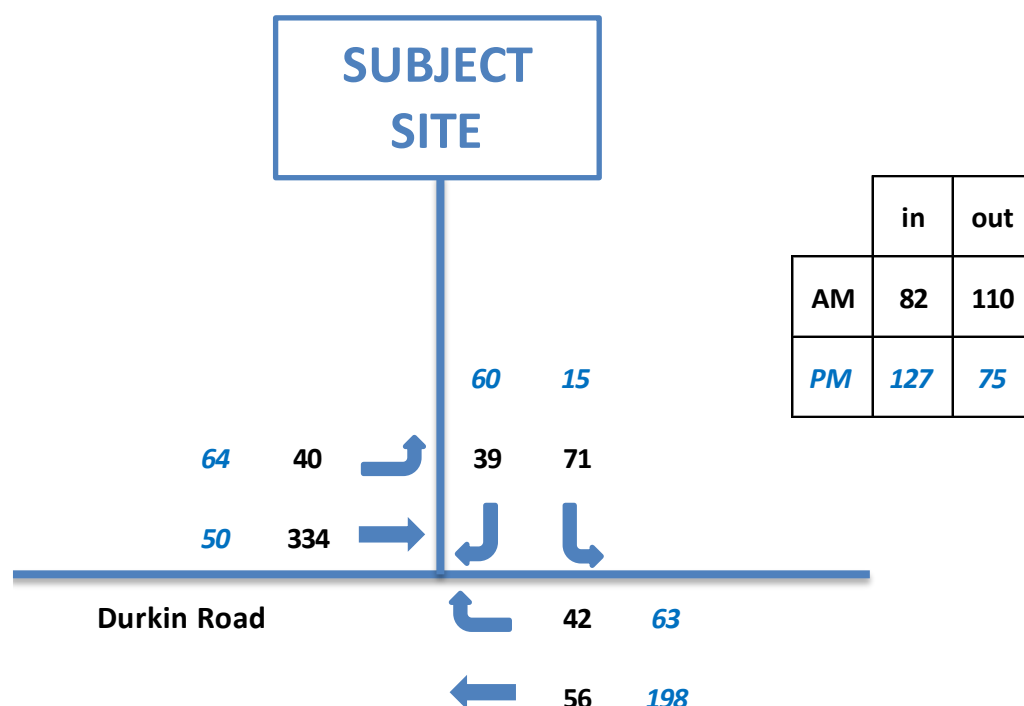 SUBJECT
SITE
in out
AM 82 110
PM 127 75
60 15
64 40 39 71
50 334
Durkin Road 42 63
56 198